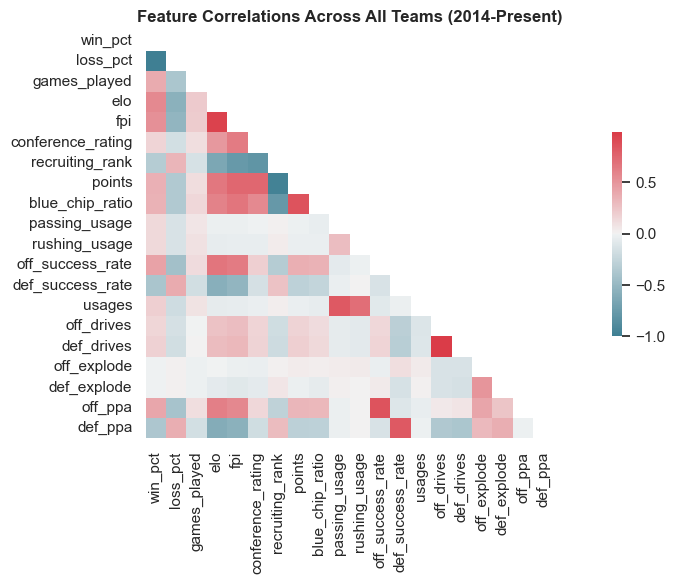 Feature Correlations Across All Teams (2014-Present)
win_pct
loss_pct
games_played
elo
fpi
conference_rating
recruiting_rank
points
blue_chip_ratio
passing_usage
rushing_usage
off_success_rate
def_success_rate
usages
off_drives
def_drives
off_explode
def_explode
off_ppa
def_ppa
win_pct
loss_pct
games_played
elo
fpi
conference_rating
recruiting_rank
points
blue_chip_ratio
passing_usage
rushing_usage
off_success_rate
def_success_rate
usages
off_drives
def_drives
off_explode
def_explode
off_ppa
def_ppa
0.5
0.0
−0.5
−1.0